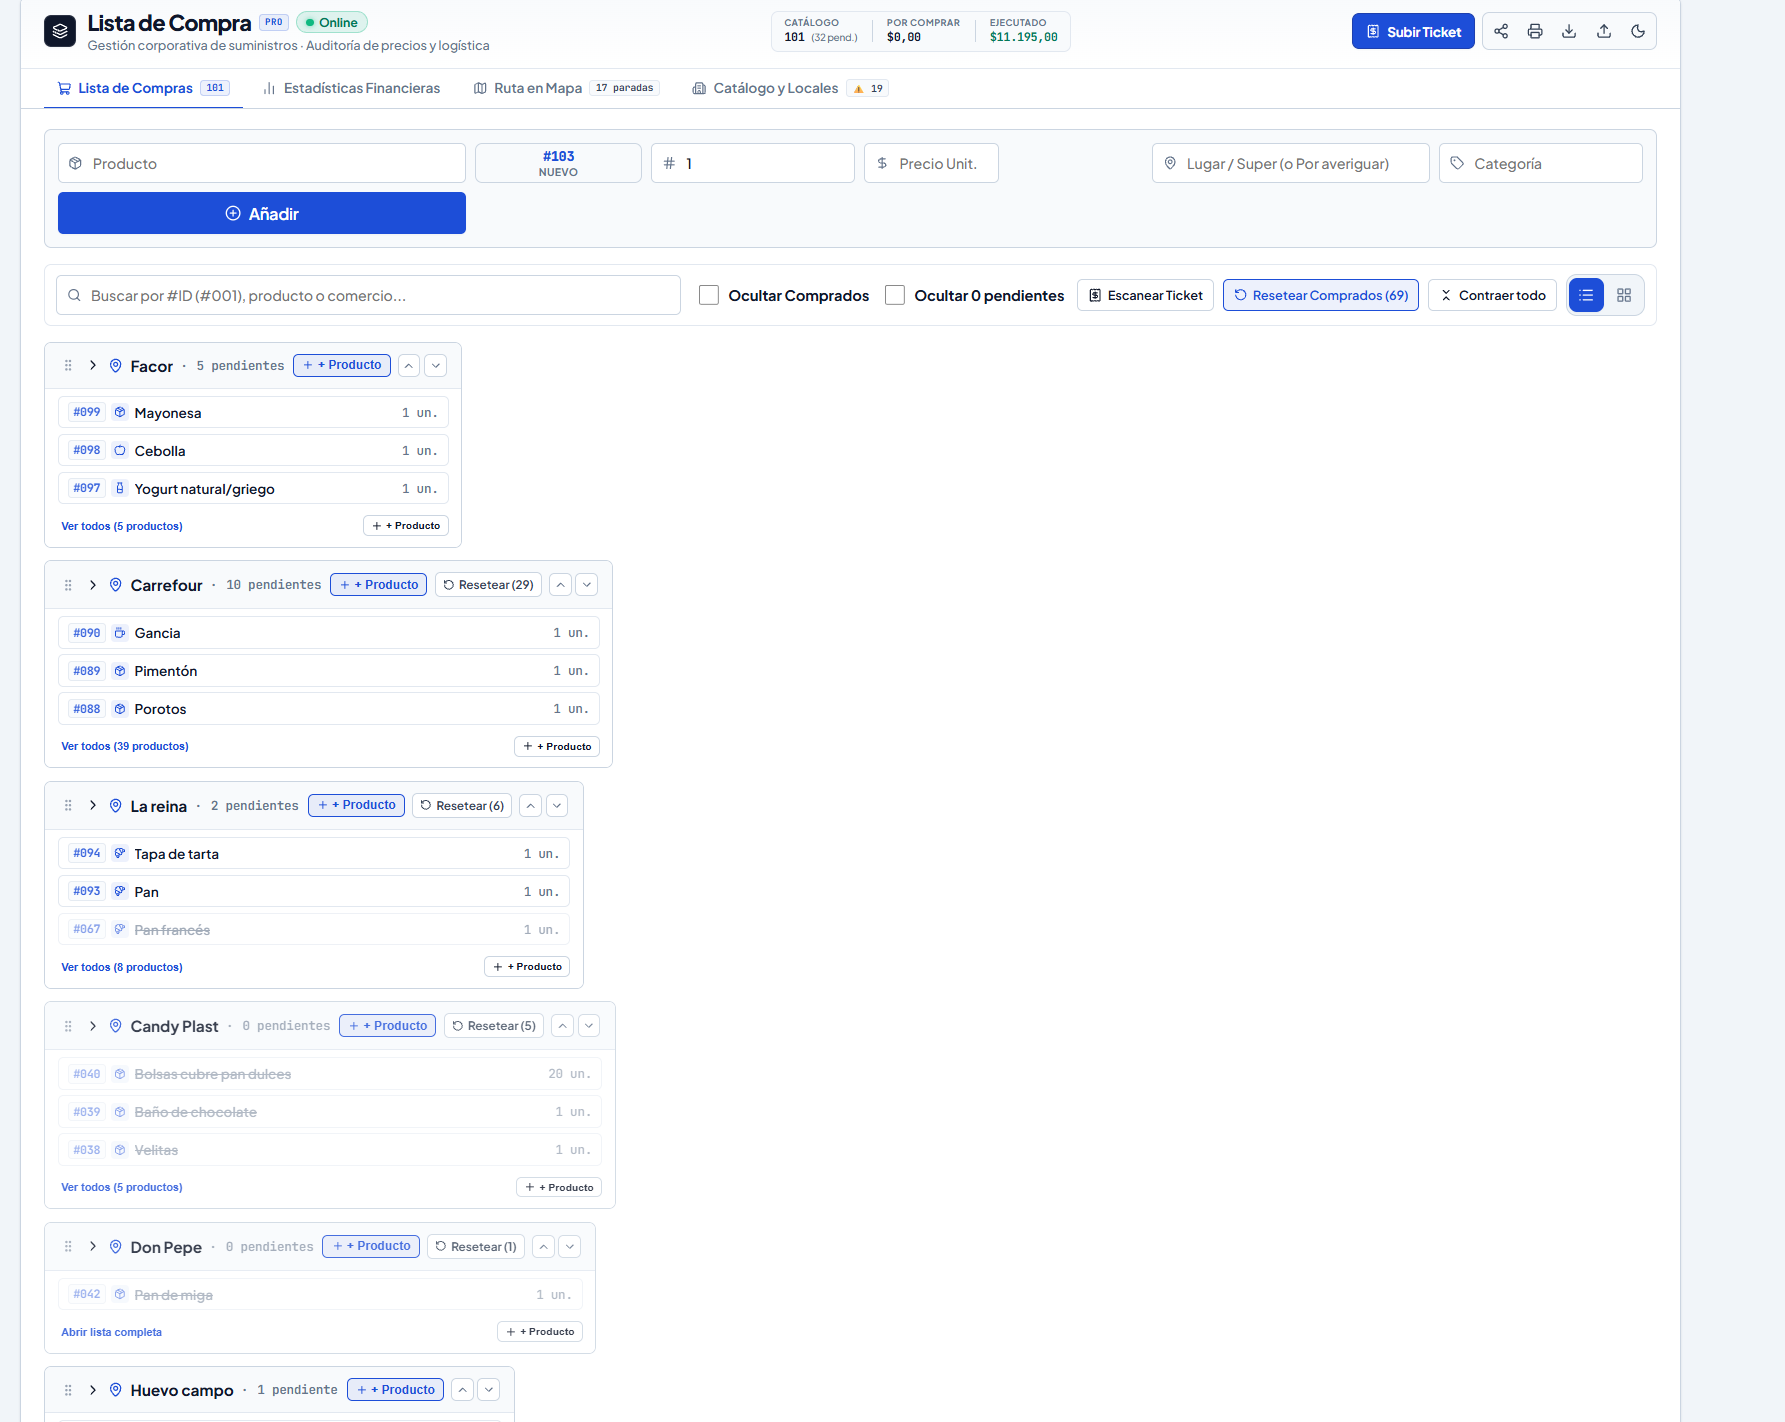 Lista de Compra PRO Online
Gestión corporativa de suministros · Auditoría de precios y logística
CATÁLOGO
101 (32 pend.)
POR COMPRAR
$0,00
EJECUTADO
$11.195,00
Subir Ticket
Lista de Compras 101
Estadísticas Financieras
Ruta en Mapa 17 paradas
Catálogo y Locales 19
Producto
#103
NUEVO
# 1
$ Precio Unit.
Lugar / Super (o Por averiguar)
Categoría
Añadir
Buscar por #ID (#001), producto o comercio...
Ocultar Comprados
Ocultar 0 pendientes
Escanear Ticket
Resetear Comprados (69)
Contraer todo
Facor · 5 pendientes + + Producto
#099 Mayonesa 1 un.
#098 Cebolla 1 un.
#097 Yogurt natural/griego 1 un.
Ver todos (5 productos) + + Producto
Carrefour · 10 pendientes + + Producto Resetear (29)
#090 Gancia 1 un.
#089 Pimentón 1 un.
#088 Porotos 1 un.
Ver todos (39 productos) + + Producto
La reina · 2 pendientes + + Producto Resetear (6)
#094 Tapa de tarta 1 un.
#093 Pan 1 un.
#067 Pan francés 1 un.
Ver todos (8 productos) + + Producto
Candy Plast · 0 pendientes + + Producto Resetear (5)
#040 Bolsas cubre pan dulces 20 un.
#039 Baño de chocolate 1 un.
#038 Velitas 1 un.
Ver todos (5 productos) + + Producto
Don Pepe · 0 pendientes + + Producto Resetear (1)
#042 Pan de miga 1 un.
Abrir lista completa + + Producto
Huevo campo · 1 pendiente + + Producto